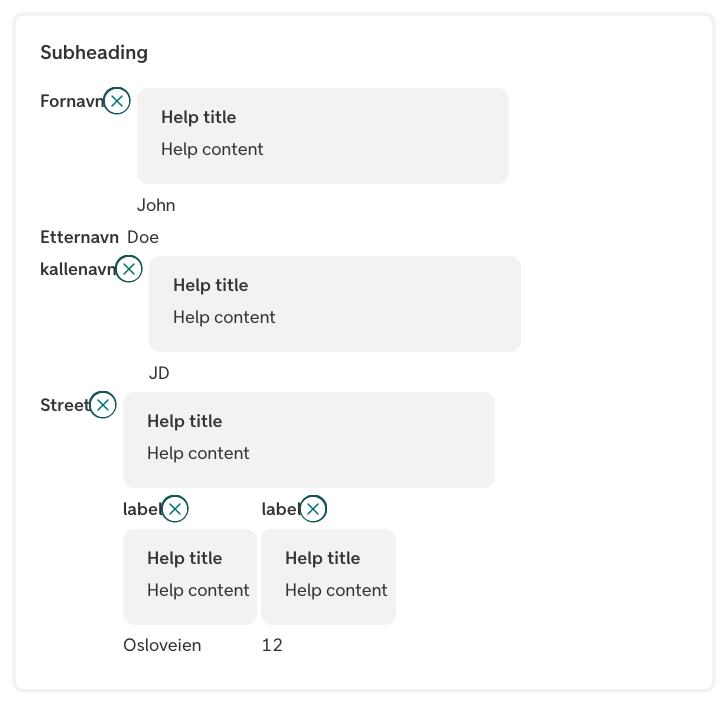 Subheading
Fornavn
Help title
Help content
John
Etternavn Doe
kallenavn
Help title
Help content
JD
Street
Help title
Help content
label label
Help title Help title
Help content Help content
Osloveien 12